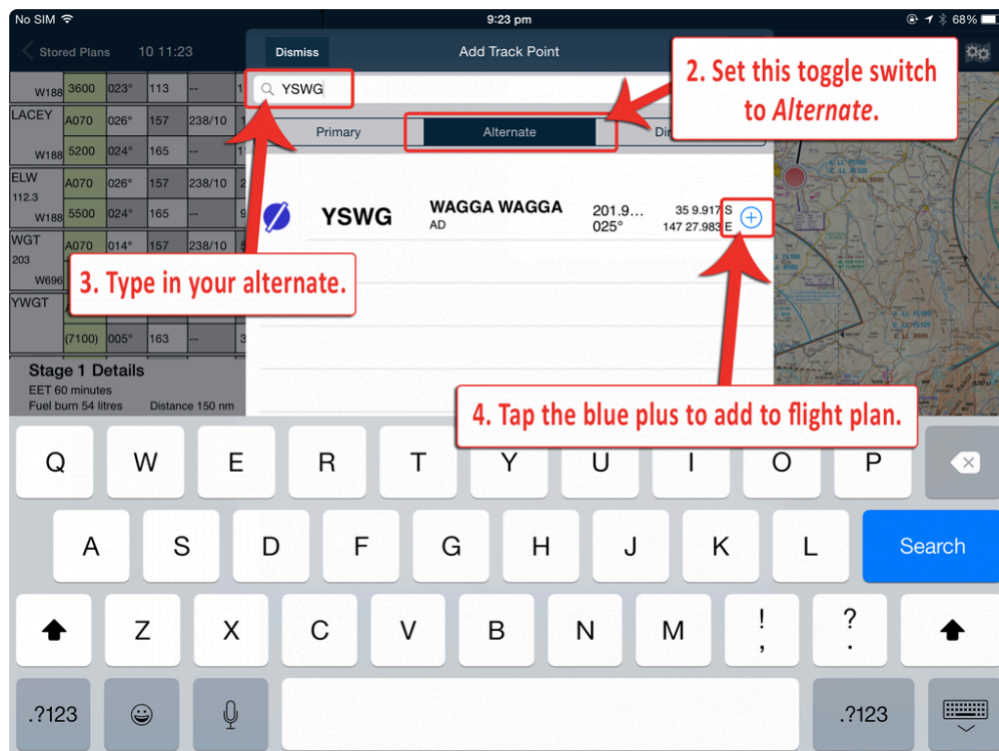 No SIM 9:23 pm 68%
Stored Plans 10 11:23 Dismiss Add Track Point
2. Set this toggle switch
to Alternate.
YSWG
Primary Alternate
3. Type in your alternate.
YSWG WAGGA WAGGA 201.9... 35 9.917 S
AD 025° 147 27.983 E
4. Tap the blue plus to add to flight plan.
W188 3600 023° 113 --
LACEY A070 026° 157 238/10
W188 5200 024° 165 --
ELW A070 026° 157 238/10
112.3
W188 5500 024° 165 --
WGT A070 014° 157 238/10
203
W696
YWGT
(7100) 005° 163 --
Stage 1 Details
EET 60 minutes
Fuel burn 54 litres Distance 150 nm
Q W E R T Y U I O P
A S D F G H J K L Search
Z X C V B N M ! , ? .
.?123 .?123